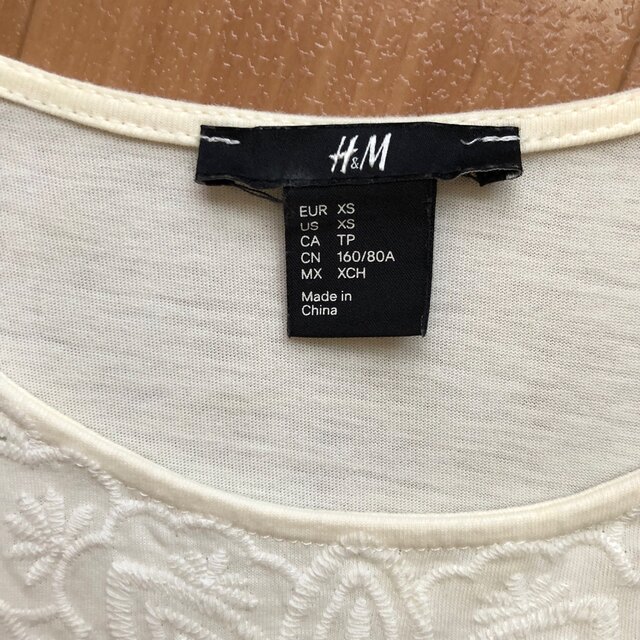 H&M
EUR XS
US XS
CA TP
CN 160/80A
MX XCH
Made in
China